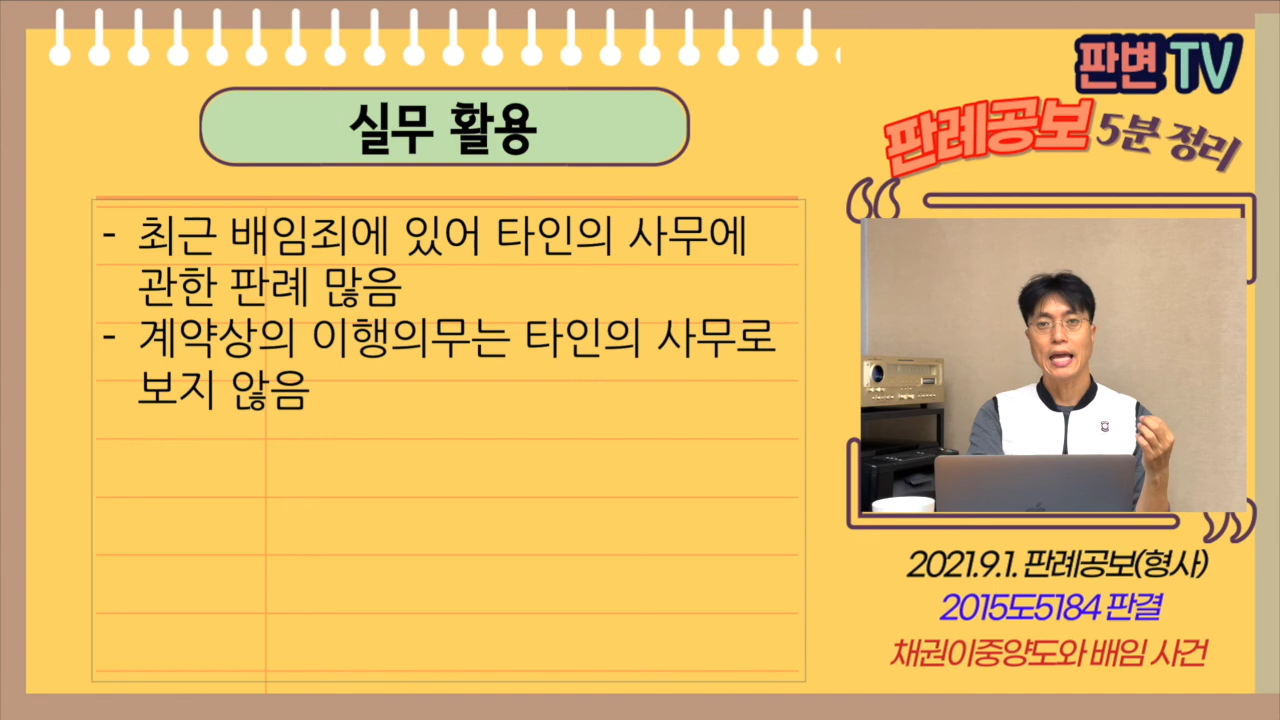 판변 TV
판례공보 5분 정리
실무 활용
- 최근 배임죄에 있어 타인의 사무에
관한 판례 많음
- 계약상의 이행의무는 타인의 사무로
보지 않음
2021.9.1. 판례공보(형사)
2015도5184 판결
채권이중양도와 배임 사건